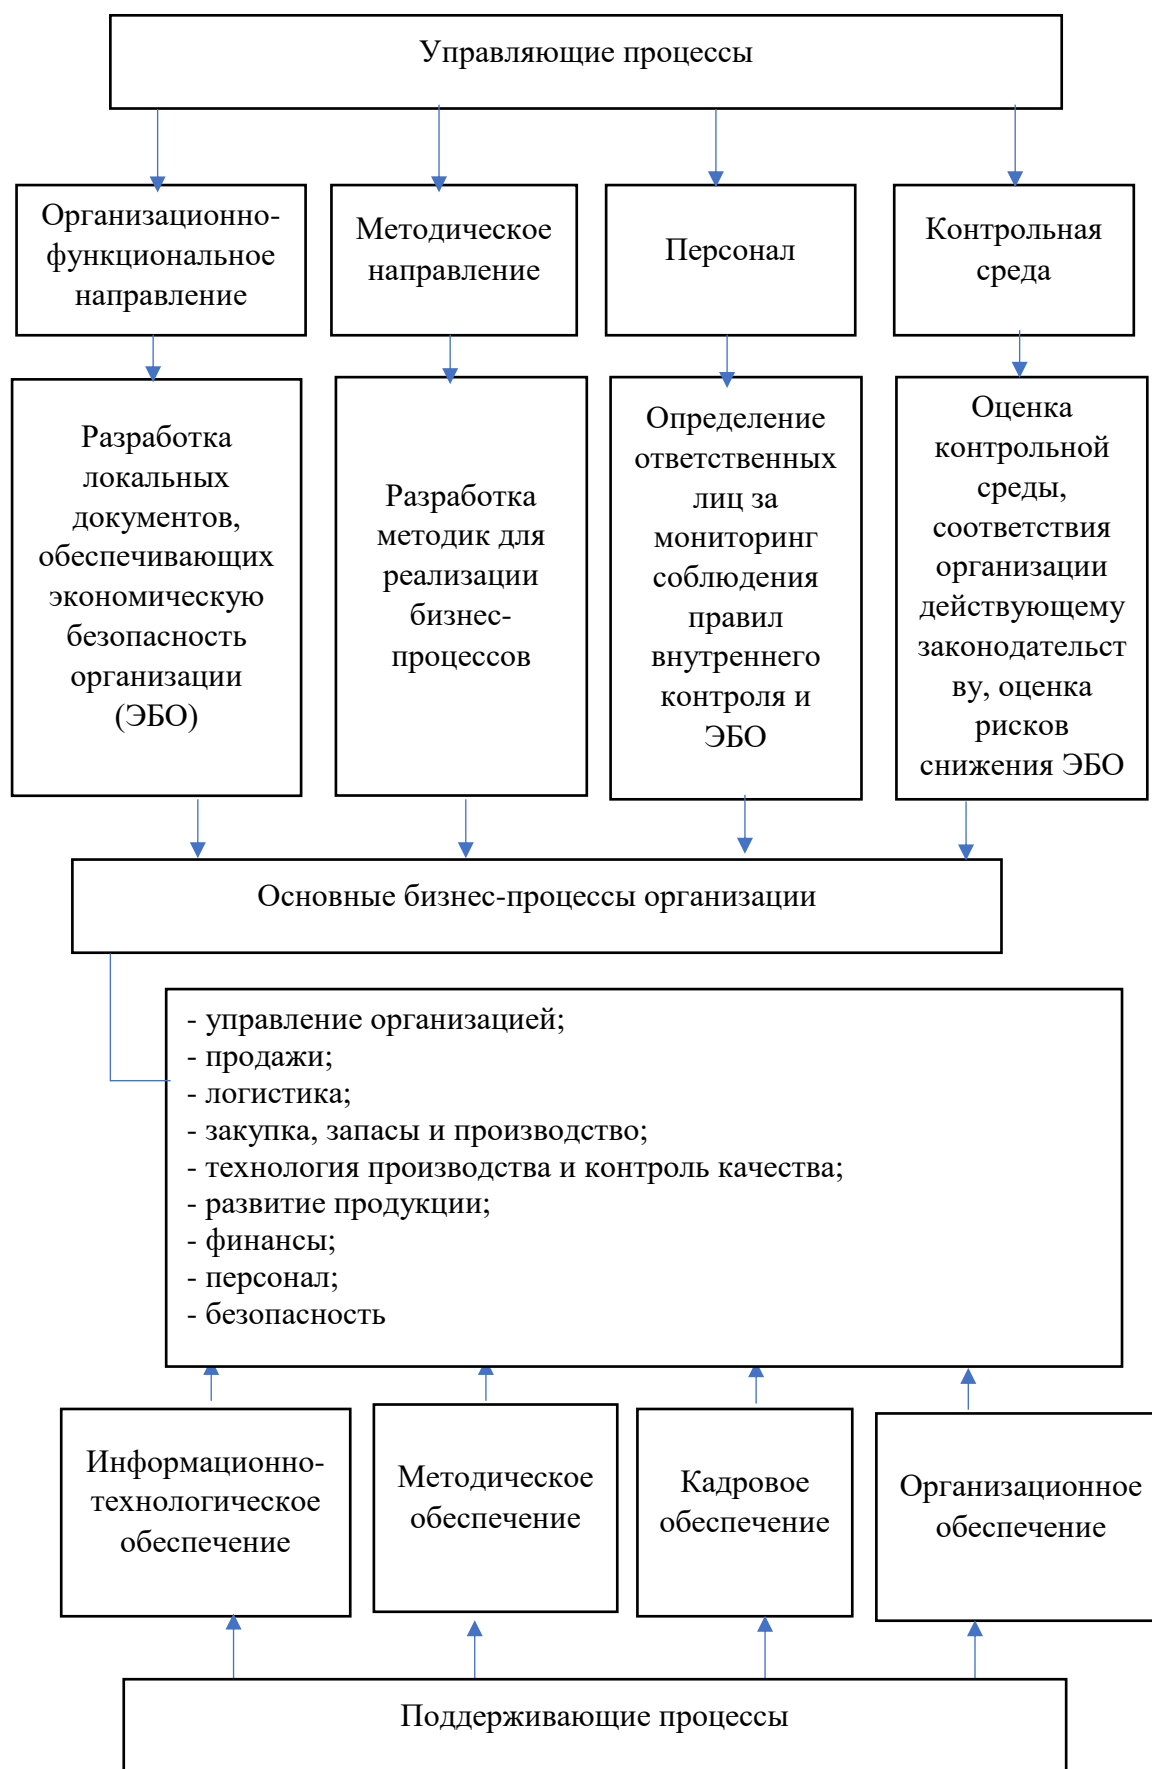 Управляющие процессы
Организационно-
функциональное
направление
Методическое
направление
Персонал
Контрольная
среда
Разработка
локальных
документов,
обеспечивающих
экономическую
безопасность
организации
(ЭБО)
Разработка
методик для
реализации
бизнес-
процессов
Определение
ответственных
лиц за
мониторинг
соблюдения
правил
внутреннего
контроля и
ЭБО
Оценка
контрольной
среды,
соответствия
организации
действующему
законодательст
ву, оценка
рисков
снижения ЭБО
Основные бизнес-процессы организации
- управление организацией;
- продажи;
- логистика;
- закупка, запасы и производство;
- технология производства и контроль качества;
- развитие продукции;
- финансы;
- персонал;
- безопасность
Информационно-
технологическое
обеспечение
Методическое
обеспечение
Кадровое
обеспечение
Организационное
обеспечение
Поддерживающие процессы